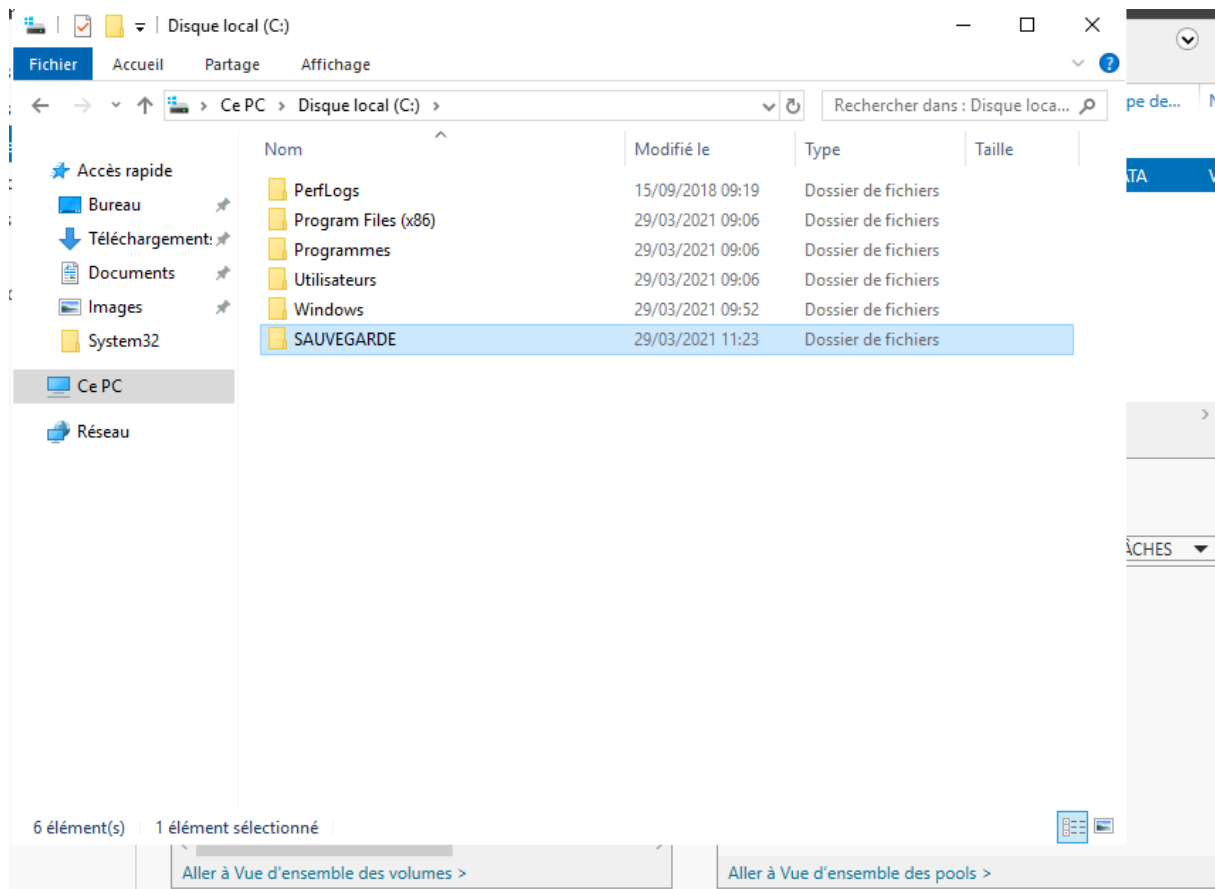 Disque local (C:)
Fichier Accueil Partage Affichage
Ce PC > Disque local (C:) >
Rechercher dans : Disque loca...
pe de...
Nom Modifié le Type Taille
Accès rapide
Bureau
Téléchargement
Documents
Images
System32
Ce PC
Réseau
PerfLogs 15/09/2018 09:19 Dossier de fichiers
Program Files (x86) 29/03/2021 09:06 Dossier de fichiers
Programmes 29/03/2021 09:06 Dossier de fichiers
Utilisateurs 29/03/2021 09:06 Dossier de fichiers
Windows 29/03/2021 09:52 Dossier de fichiers
SAUVEGARDE 29/03/2021 11:23 Dossier de fichiers
TA
ÂCHES
6 élément(s) 1 élément sélectionné
Aller à Vue d'ensemble des volumes >
Aller à Vue d'ensemble des pools >